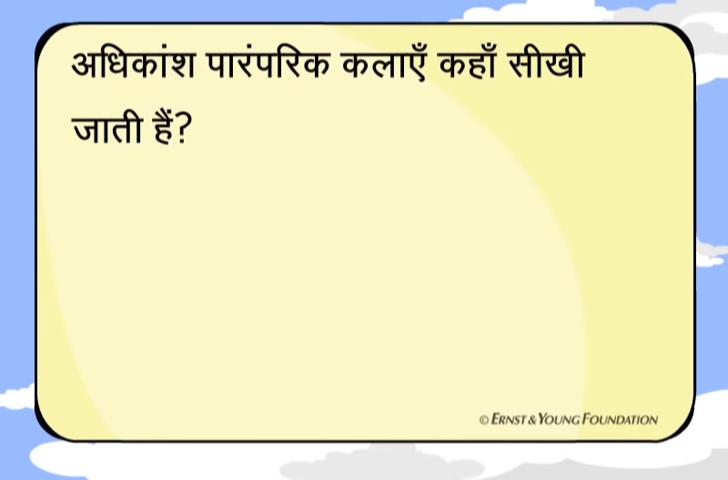 अधिकांश पारंपरिक कलाएँ कहाँ सीखी
जाती हैं?
© ERNST & YOUNG FOUNDATION